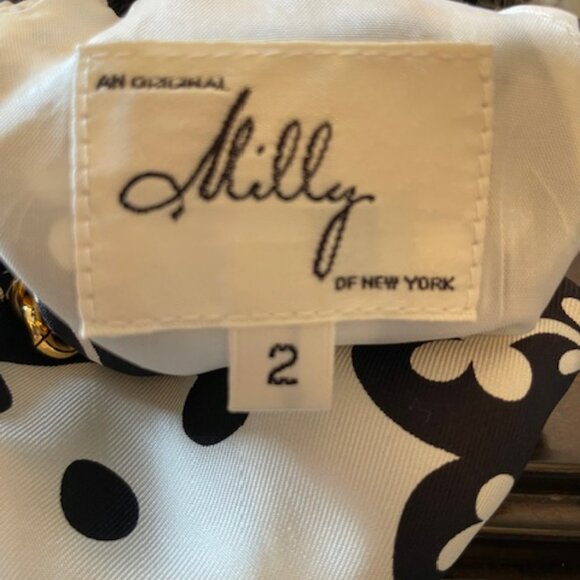 AN ORIGINAL
Milly
OF NEW YORK
2